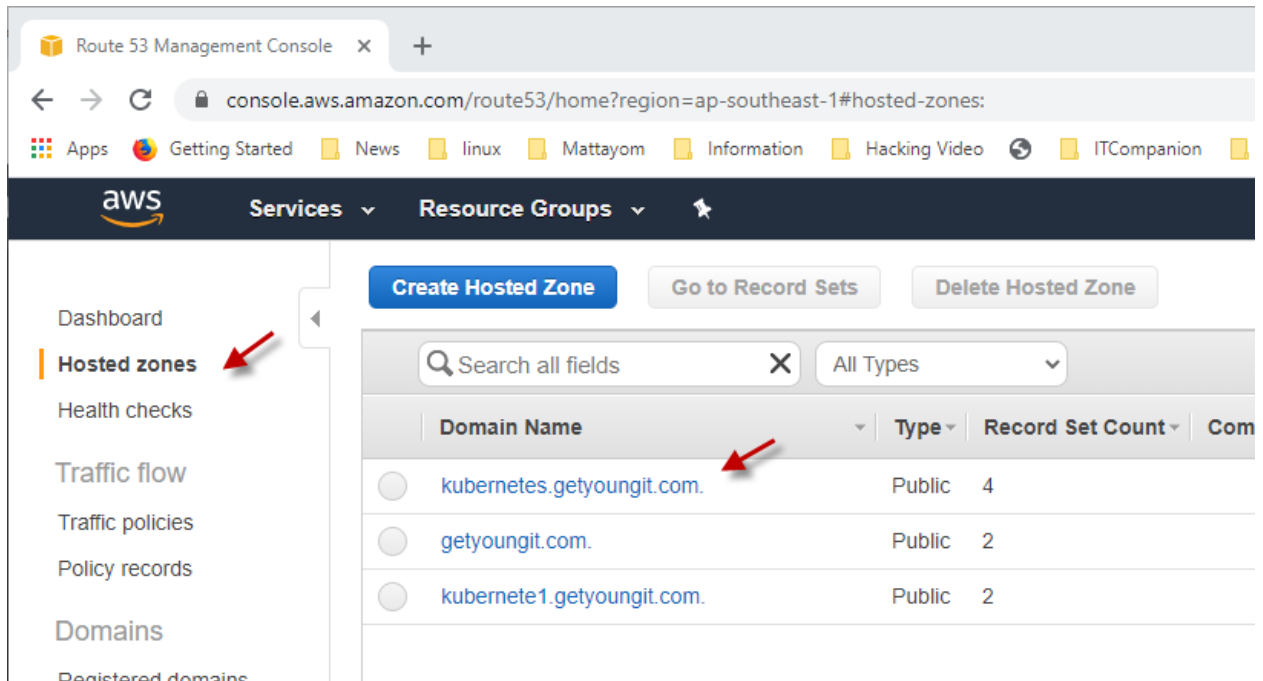 Route 53 Management Console
console.aws.amazon.com/route53/home?region=ap-southeast-1#hosted-zones:
Apps Getting Started News linux Mattayom Information Hacking Video ITCompanion
aws Services Resource Groups
Create Hosted Zone Go to Record Sets Delete Hosted Zone
Dashboard
Hosted zones
Health checks
Traffic flow
Traffic policies
Policy records
Domains
Registered domains
Search all fields All Types
Domain Name Type Record Set Count Com
kubernetes.getyoungit.com. Public 4
getyoungit.com. Public 2
kubernete1.getyoungit.com. Public 2